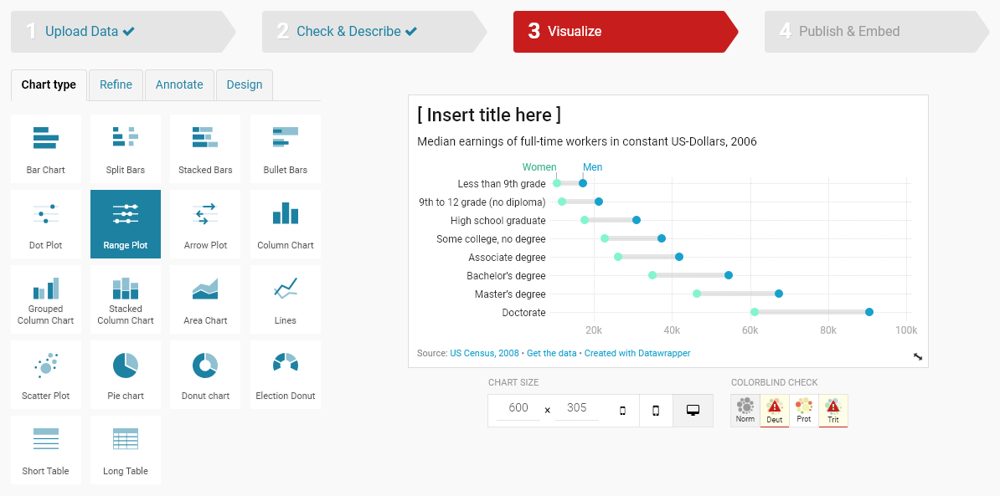 1 Upload Data
2 Check & Describe
3 Visualize
4 Publish & Embed
Chart type Refine Annotate Design
Bar Chart Split Bars Stacked Bars Bullet Bars
Dot Plot Range Plot Arrow Plot Column Chart
Grouped Column Chart
Stacked Column Chart
Area Chart Lines
Scatter Plot Pie chart Donut chart Election Donut
Short Table Long Table
[ Insert title here ]
Median earnings of full-time workers in constant US-Dollars, 2006
Women Men
Less than 9th grade
9th to 12 grade (no diploma)
High school graduate
Some college, no degree
Associate degree
Bachelor's degree
Master's degree
Doctorate
20k 40k 60k 80k 100k
Source: US Census, 2008 • Get the data • Created with Datawrapper
CHART SIZE
600 × 305
COLORBLIND CHECK
Norm Deut Prot Trit